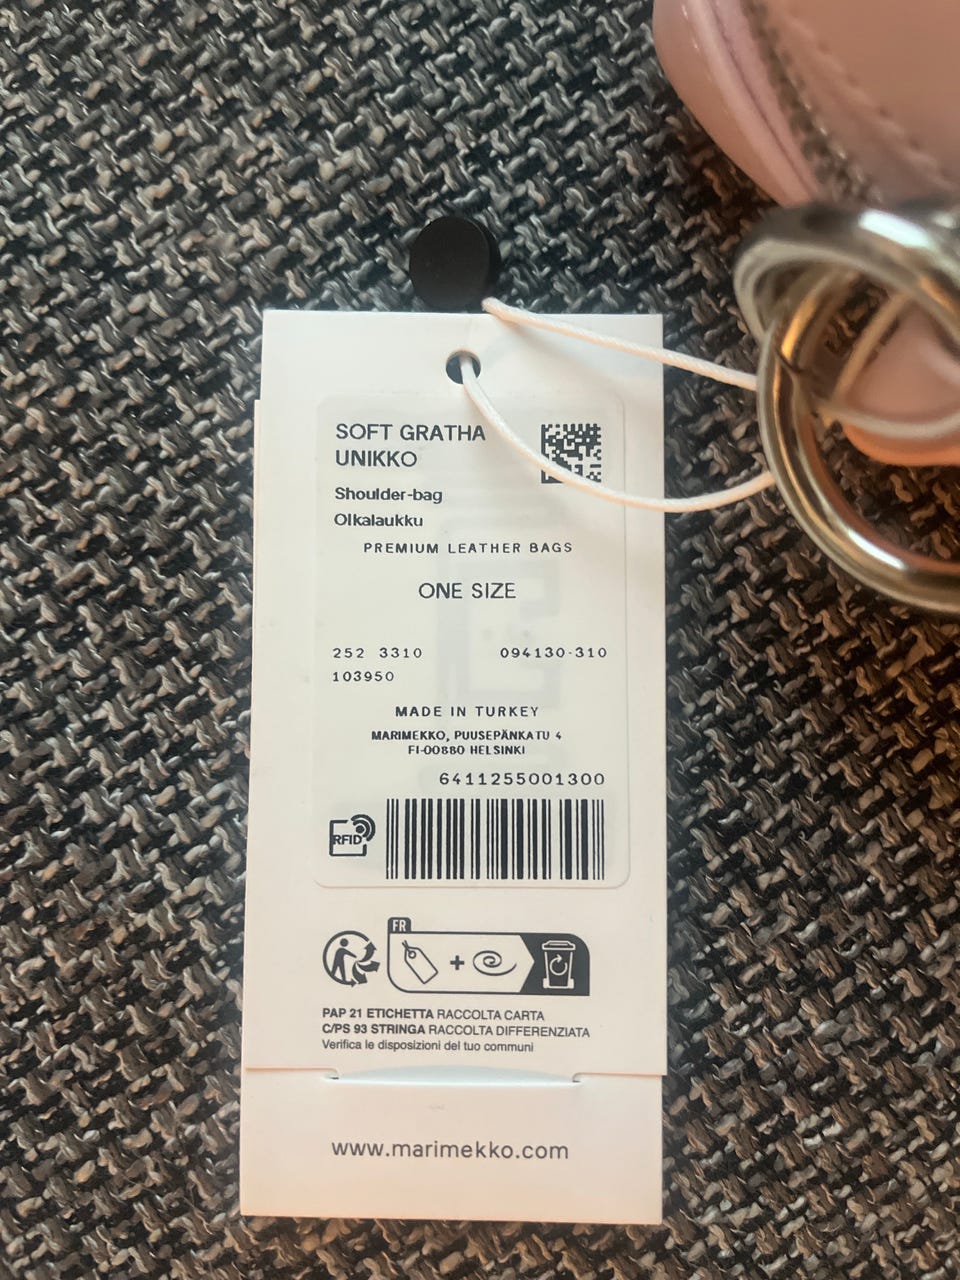 SOFT GRATHA
UNIKKO
Shoulder-bag
Olkalaukku
PREMIUM LEATHER BAGS
ONE SIZE
252 3310 094130-310
103950
MADE IN TURKEY
MARIMEKKO, PUUSEPÄNKATU 4
FI-00880 HELSINKI
6411255001300
RFID
FR
PAP 21 ETICHETTA RACCOLTA CARTA
C/PS 93 STRINGA RACCOLTA DIFFERENZIATA
Verifica le disposizioni del tuo communi
www.marimekko.com